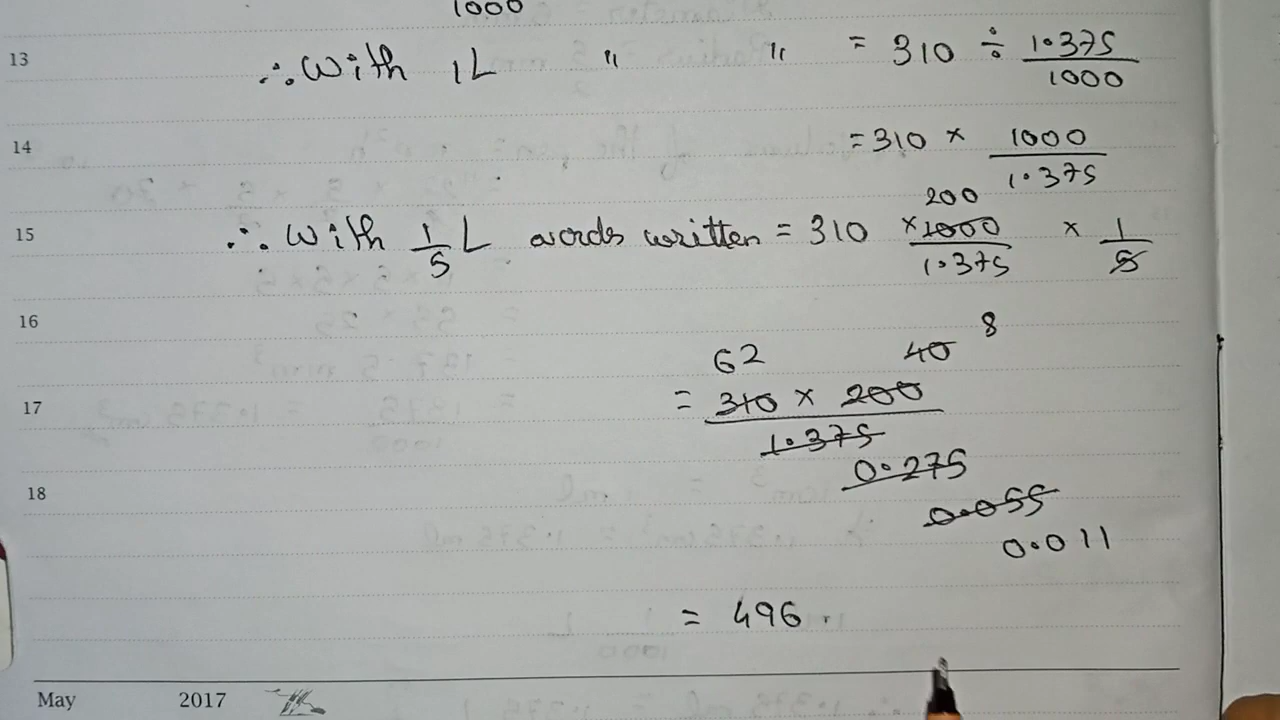 1000
13 ∴ With 1L " " = 310 ÷ 1.375/1000
14 = 310 × 1000/1.375
200
15 ∴ With 1/5 L words written = 310 × 1000/1.375 × 1/5
16 8
62 40
17 = 310 × 200
1.375
0.275
18 0.055
0.011
= 496.
May 2017